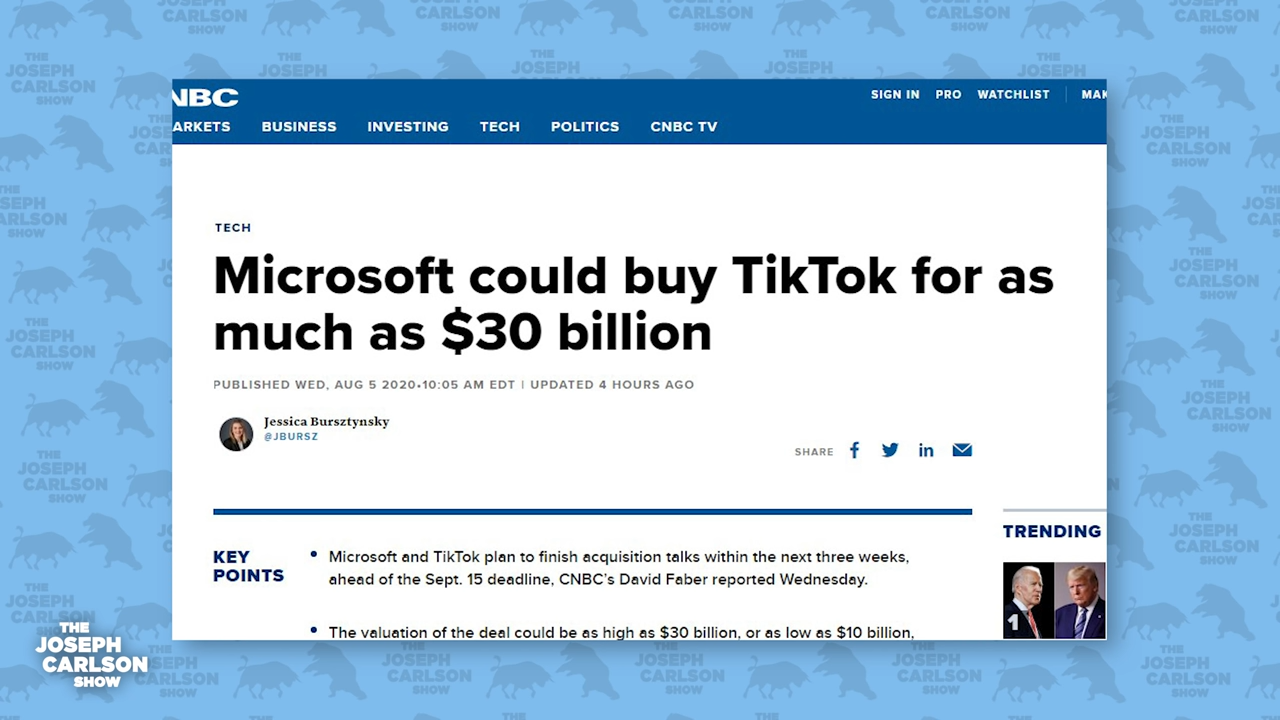 NBC
SIGN IN PRO WATCHLIST MAK
ARKETS BUSINESS INVESTING TECH POLITICS CNBC TV
TECH
Microsoft could buy TikTok for as
much as $30 billion
PUBLISHED WED, AUG 5 2020•10:05 AM EDT | UPDATED 4 HOURS AGO
Jessica Bursztynsky
@JBURSZ
SHARE
KEY
POINTS
• Microsoft and TikTok plan to finish acquisition talks within the next three weeks,
ahead of the Sept. 15 deadline, CNBC's David Faber reported Wednesday.
• The valuation of the deal could be as high as $30 billion, or as low as $10 billion,
TRENDING
1
THE
JOSEPH
CARLSON
SHOW